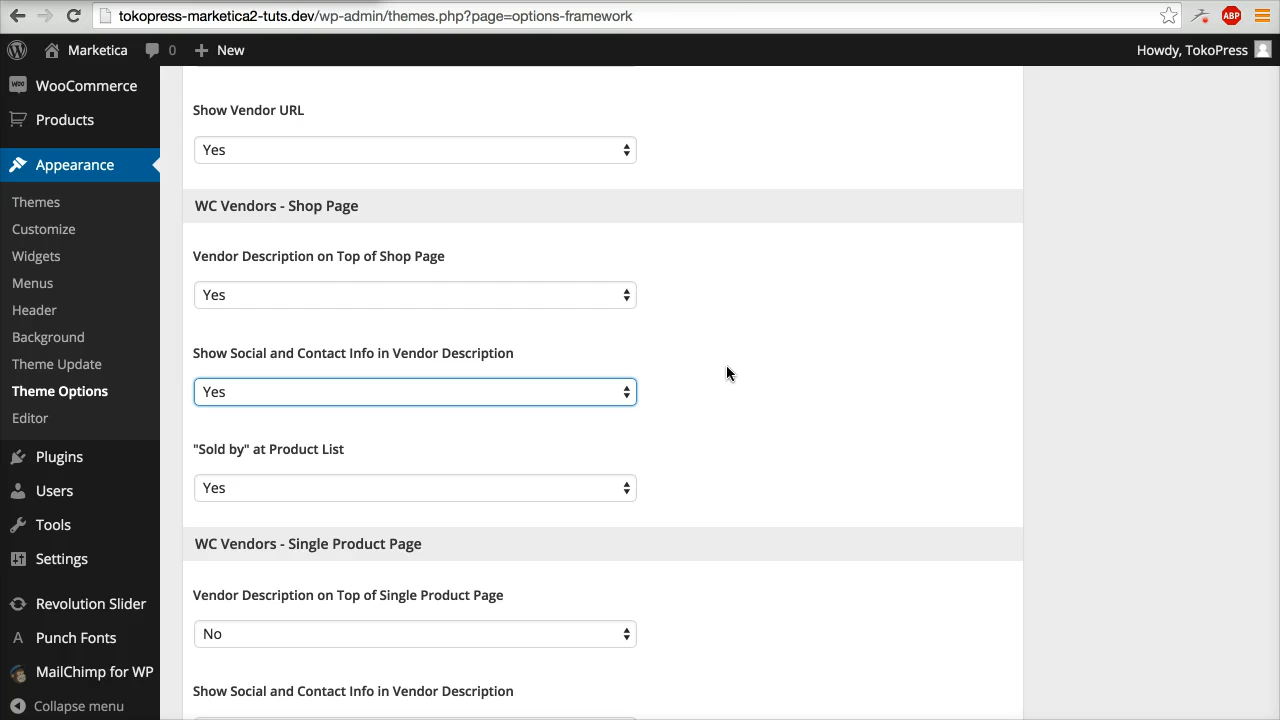 tokopress-marketica2-tuts.dev/wp-admin/themes.php?page=options-framework
ABP
Marketica 0 New Howdy, TokoPress
WooCommerce
Products
Appearance
Themes
Customize
Widgets
Menus
Header
Background
Theme Update
Theme Options
Editor
Plugins
Users
Tools
Settings
Revolution Slider
Punch Fonts
MailChimp for WP
Collapse menu
Show Vendor URL
Yes
WC Vendors - Shop Page
Vendor Description on Top of Shop Page
Yes
Show Social and Contact Info in Vendor Description
Yes
"Sold by" at Product List
Yes
WC Vendors - Single Product Page
Vendor Description on Top of Single Product Page
No
Show Social and Contact Info in Vendor Description